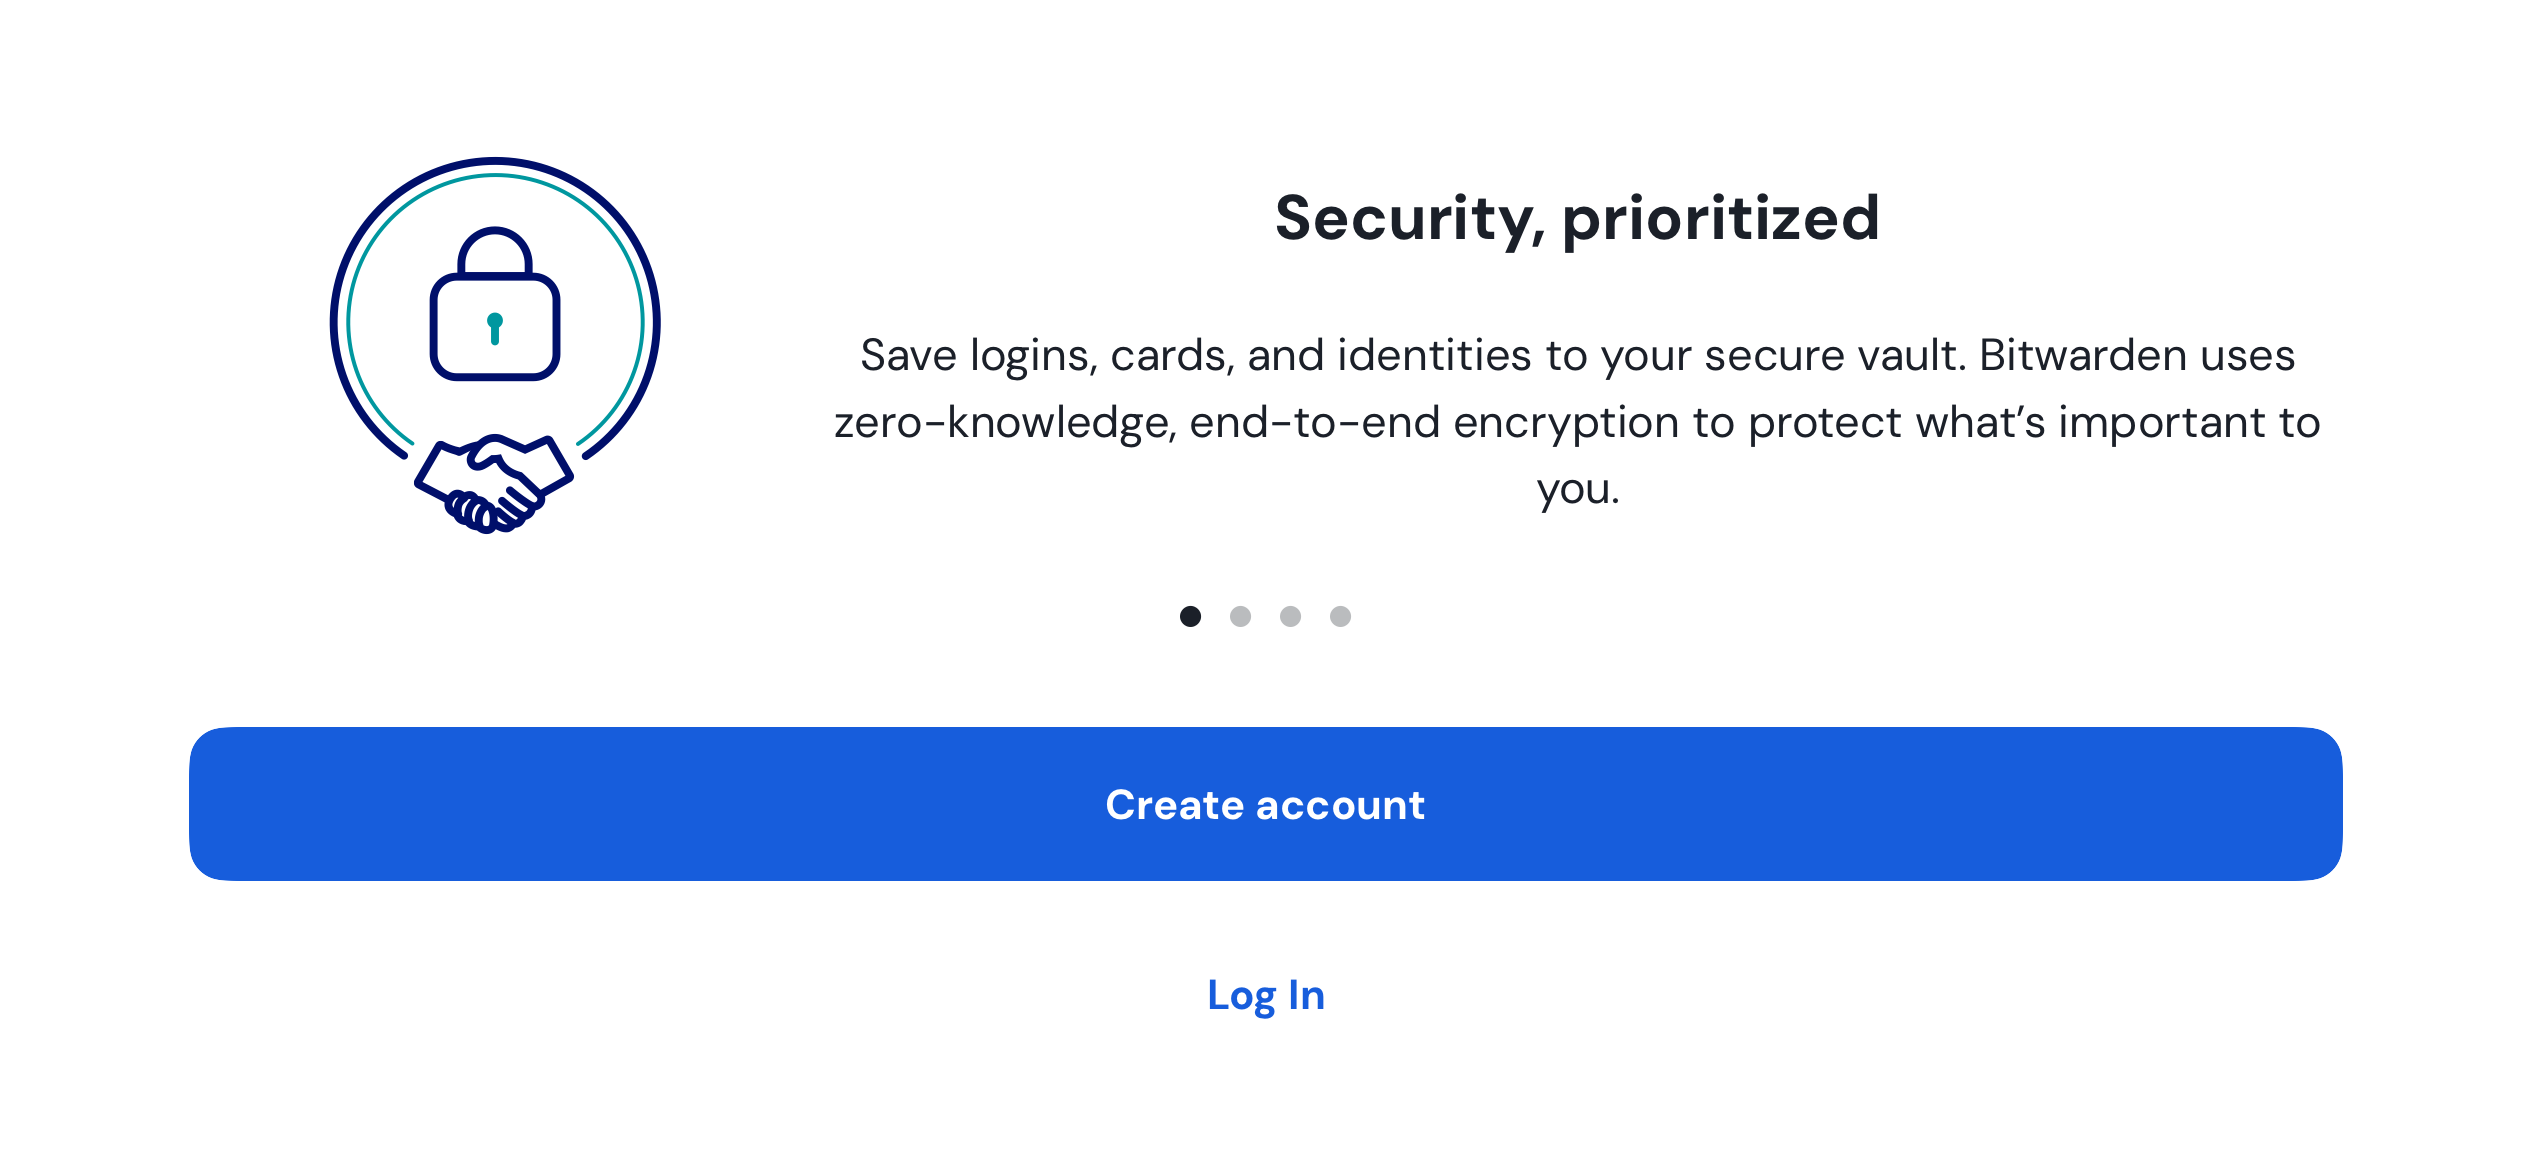 Security, prioritized
Save logins, cards, and identities to your secure vault. Bitwarden uses
zero-knowledge, end-to-end encryption to protect what’s important to
you.
Create account
Log In